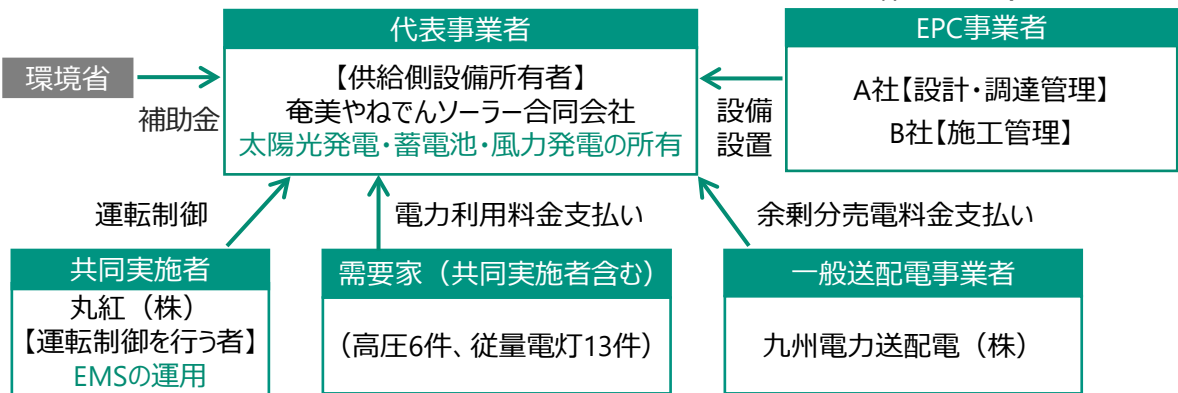 代表事業者
【供給側設備所有者】
奄美やねでんソーラー合同会社
太陽光発電・蓄電池・風力発電の所有
環境省
補助金
設備
設置
EPC事業者
A社【設計・調達管理】
B社【施工管理】
運転制御
電力利用料金支払い
余剰分売電料金支払い
共同実施者
丸紅（株）
【運転制御を行う者】
EMSの運用
需要家（共同実施者含む）
（高圧6件、従量電灯13件）
一般送配電事業者
九州電力送配電（株）